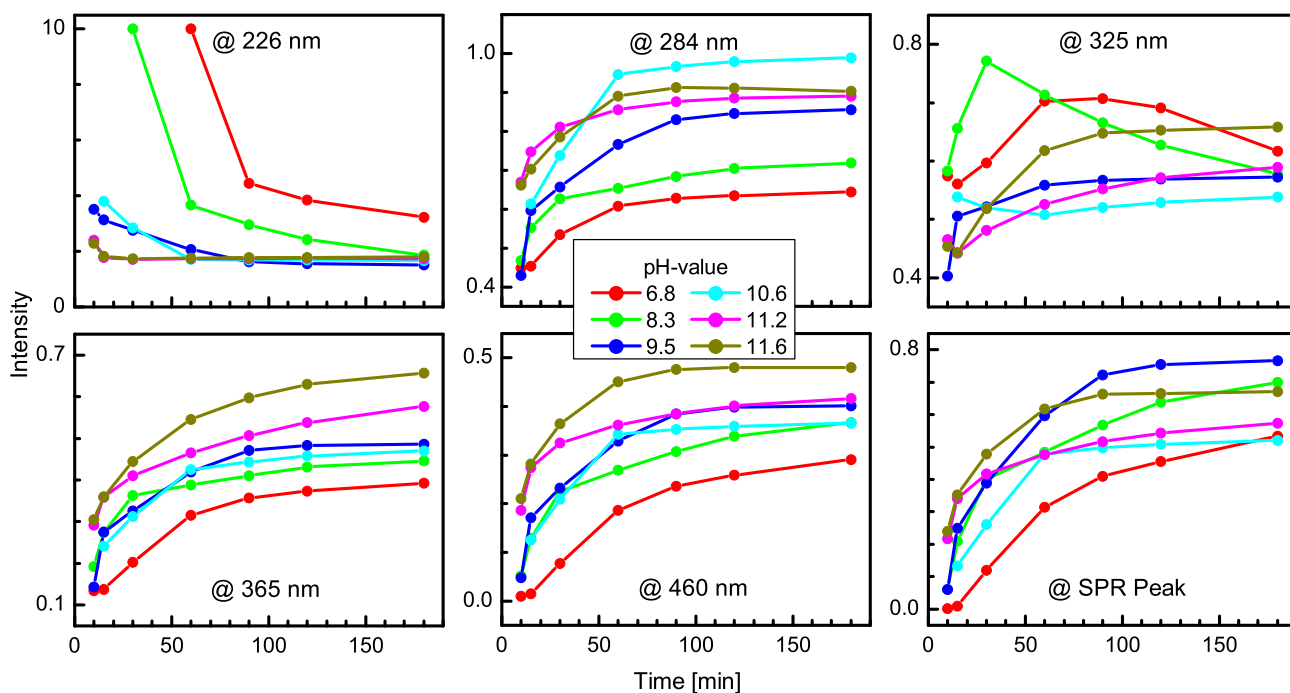 10
@ 226 nm
0
1.0
@ 284 nm
0.4
0.8
@ 325 nm
0.4
pH-value
6.8 10.6
8.3 11.2
9.5 11.6
Intensity
0.7
@ 365 nm
0.1
0.5
@ 460 nm
0.0
0.8
@ SPR Peak
0.0
0 50 100 150
0 50 100 150
0 50 100 150
Time [min]